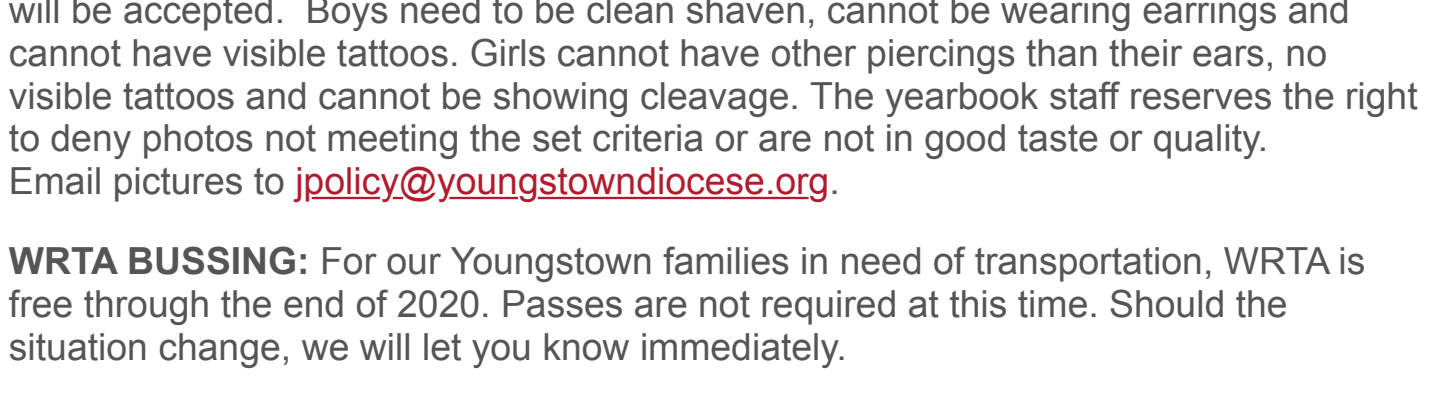 will be accepted.  Boys need to be clean shaven, cannot be wearing earrings and
cannot have visible tattoos. Girls cannot have other piercings than their ears, no
visible tattoos and cannot be showing cleavage. The yearbook staff reserves the right
to deny photos not meeting the set criteria or are not in good taste or quality.
Email pictures to jpolicy@youngstowndiocese.org.
WRTA BUSSING: For our Youngstown families in need of transportation, WRTA is
free through the end of 2020. Passes are not required at this time. Should the
situation change, we will let you know immediately.